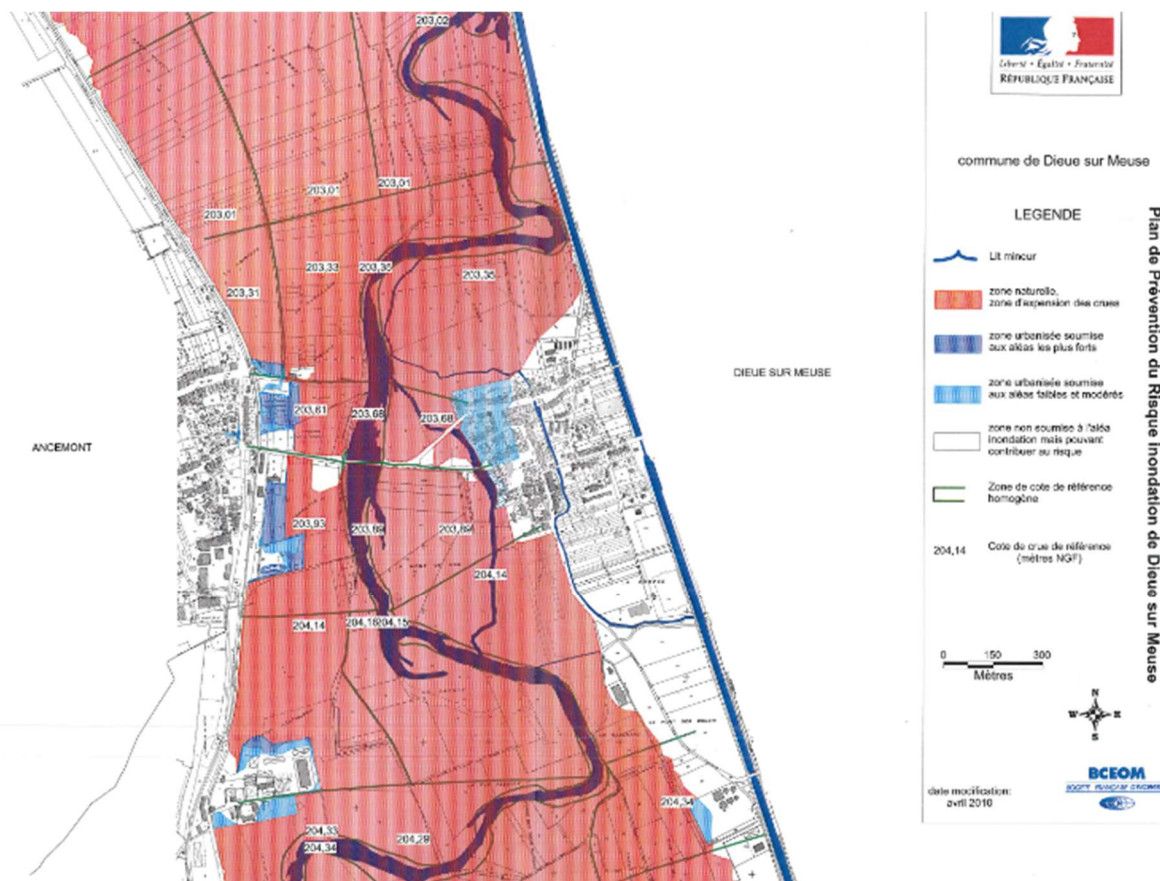 203,02
203,01
203,01
203,01
203,33
203,35
203,35
203,31
203,61
203,68
203,68
ANCEMONT
DIEUE SUR MEUSE
203,93
203,89
203,89
204,14
204,14
204,16
204,15
204,34
204,33
204,34
204,29
Liberté • Égalité • Fraternité
RÉPUBLIQUE FRANÇAISE
commune de Dieue sur Meuse
LEGENDE
Lit mineur
zone naturelle,
zone d'expension des crues
zone urbanisée soumise
aux aléas les plus forts
zone urbanisée soumise
aux aléas faibles et modérés
zone non soumise à l'aléa
inondation mais pouvant
contribuer au risque
Zone de cote de référence
homogène
204,14
Cote de crue de référence
(mètres NGF)
0 150 300
Mètres
N
W E
S
date modification:
avril 2010
BCEOM
Plan de Prévention du Risque inondation de Dieue sur Meuse